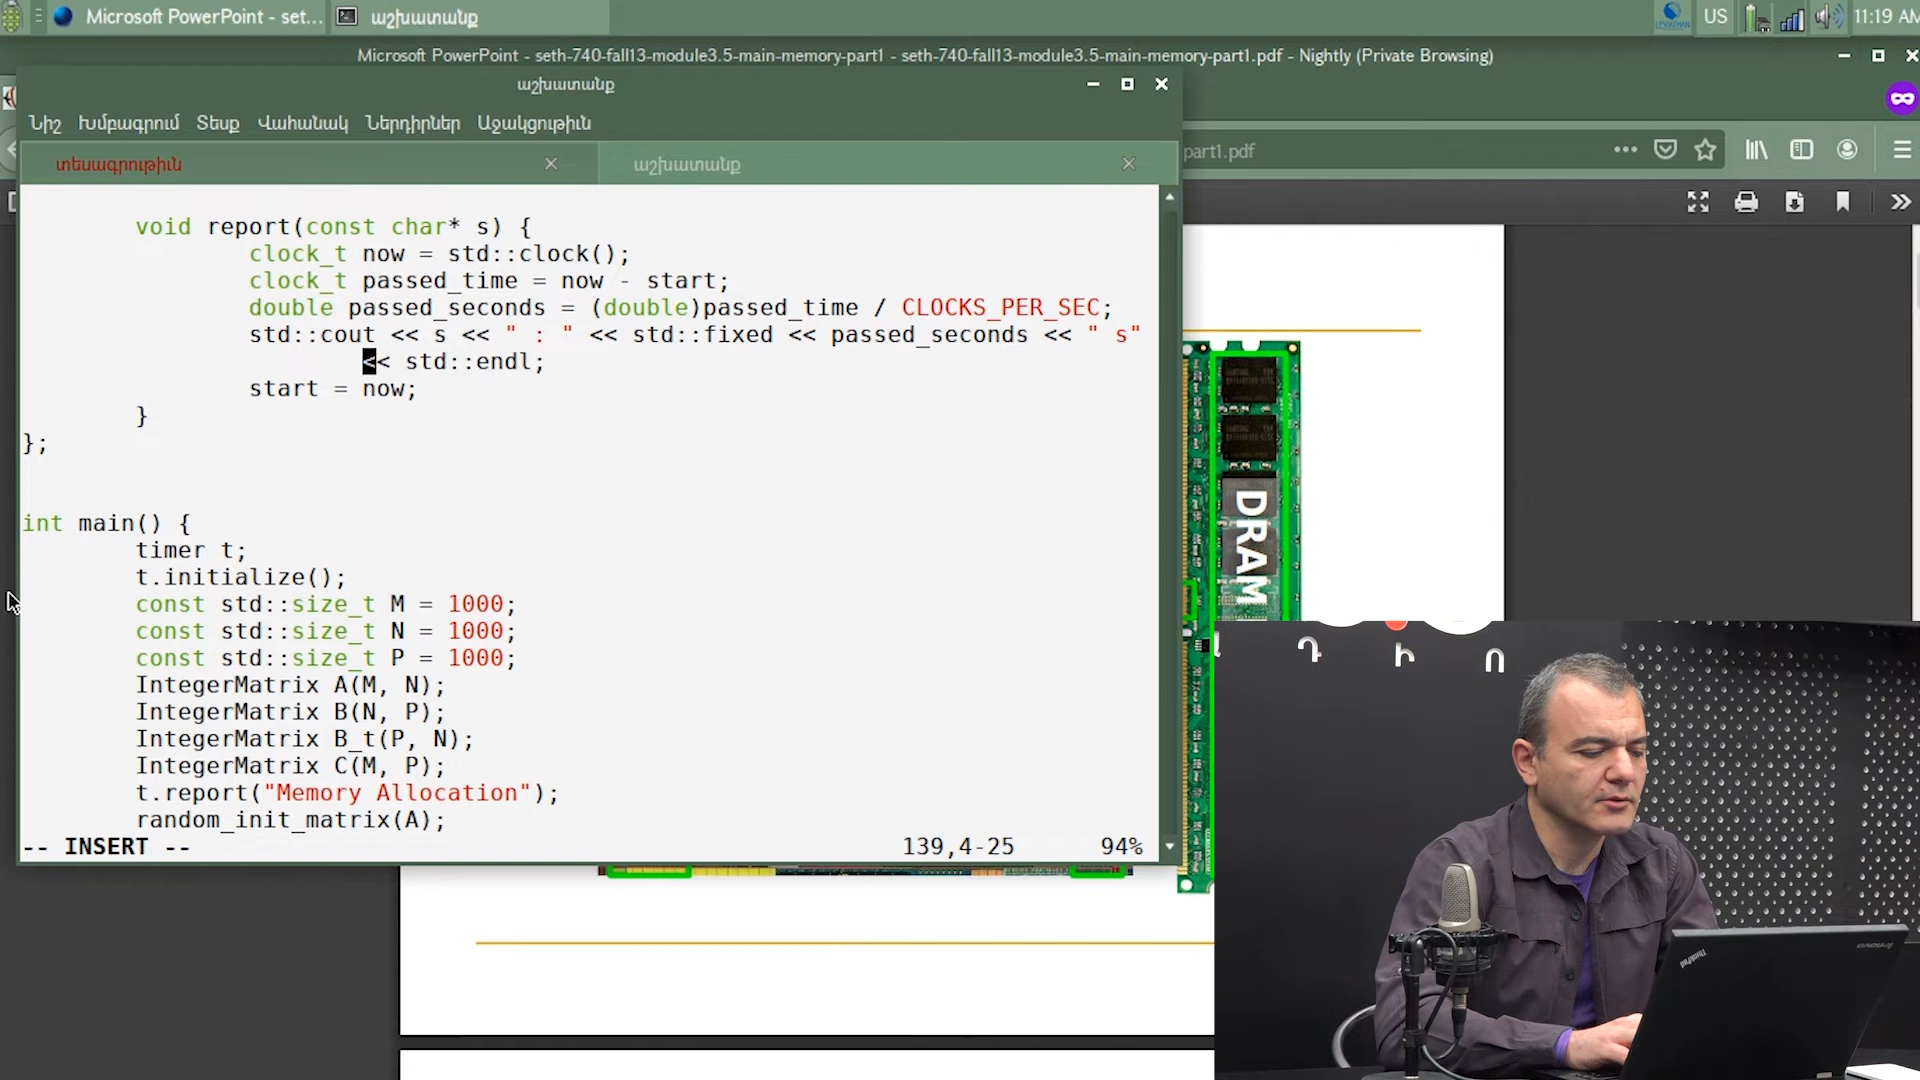 Microsoft PowerPoint - set...
աշխատանք
US
11:19 AM
Microsoft PowerPoint - seth-740-fall13-module3.5-main-memory-part1 - seth-740-fall13-module3.5-main-memory-part1.pdf - Nightly (Private Browsing)
աշխատանք
Նիշ Խմբագրում Տեսք Վահանակ Ներդիրներ Աջակցութիւն
part1.pdf
տեսագրութիւն
աշխատանք
void report(const char* s) {
clock_t now = std::clock();
clock_t passed_time = now - start;
double passed_seconds = (double)passed_time / CLOCKS_PER_SEC;
std::cout << s << " : " << std::fixed << passed_seconds << " s"
<< std::endl;
start = now;
}
};
int main() {
timer t;
t.initialize();
const std::size_t M = 1000;
const std::size_t N = 1000;
const std::size_t P = 1000;
IntegerMatrix A(M, N);
IntegerMatrix B(N, P);
IntegerMatrix B_t(P, N);
IntegerMatrix C(M, P);
t.report("Memory Allocation");
random_init_matrix(A);
-- INSERT --
139,4-25
94%
DRAM
Դ Ի Ո
ThinkPad
lenovo